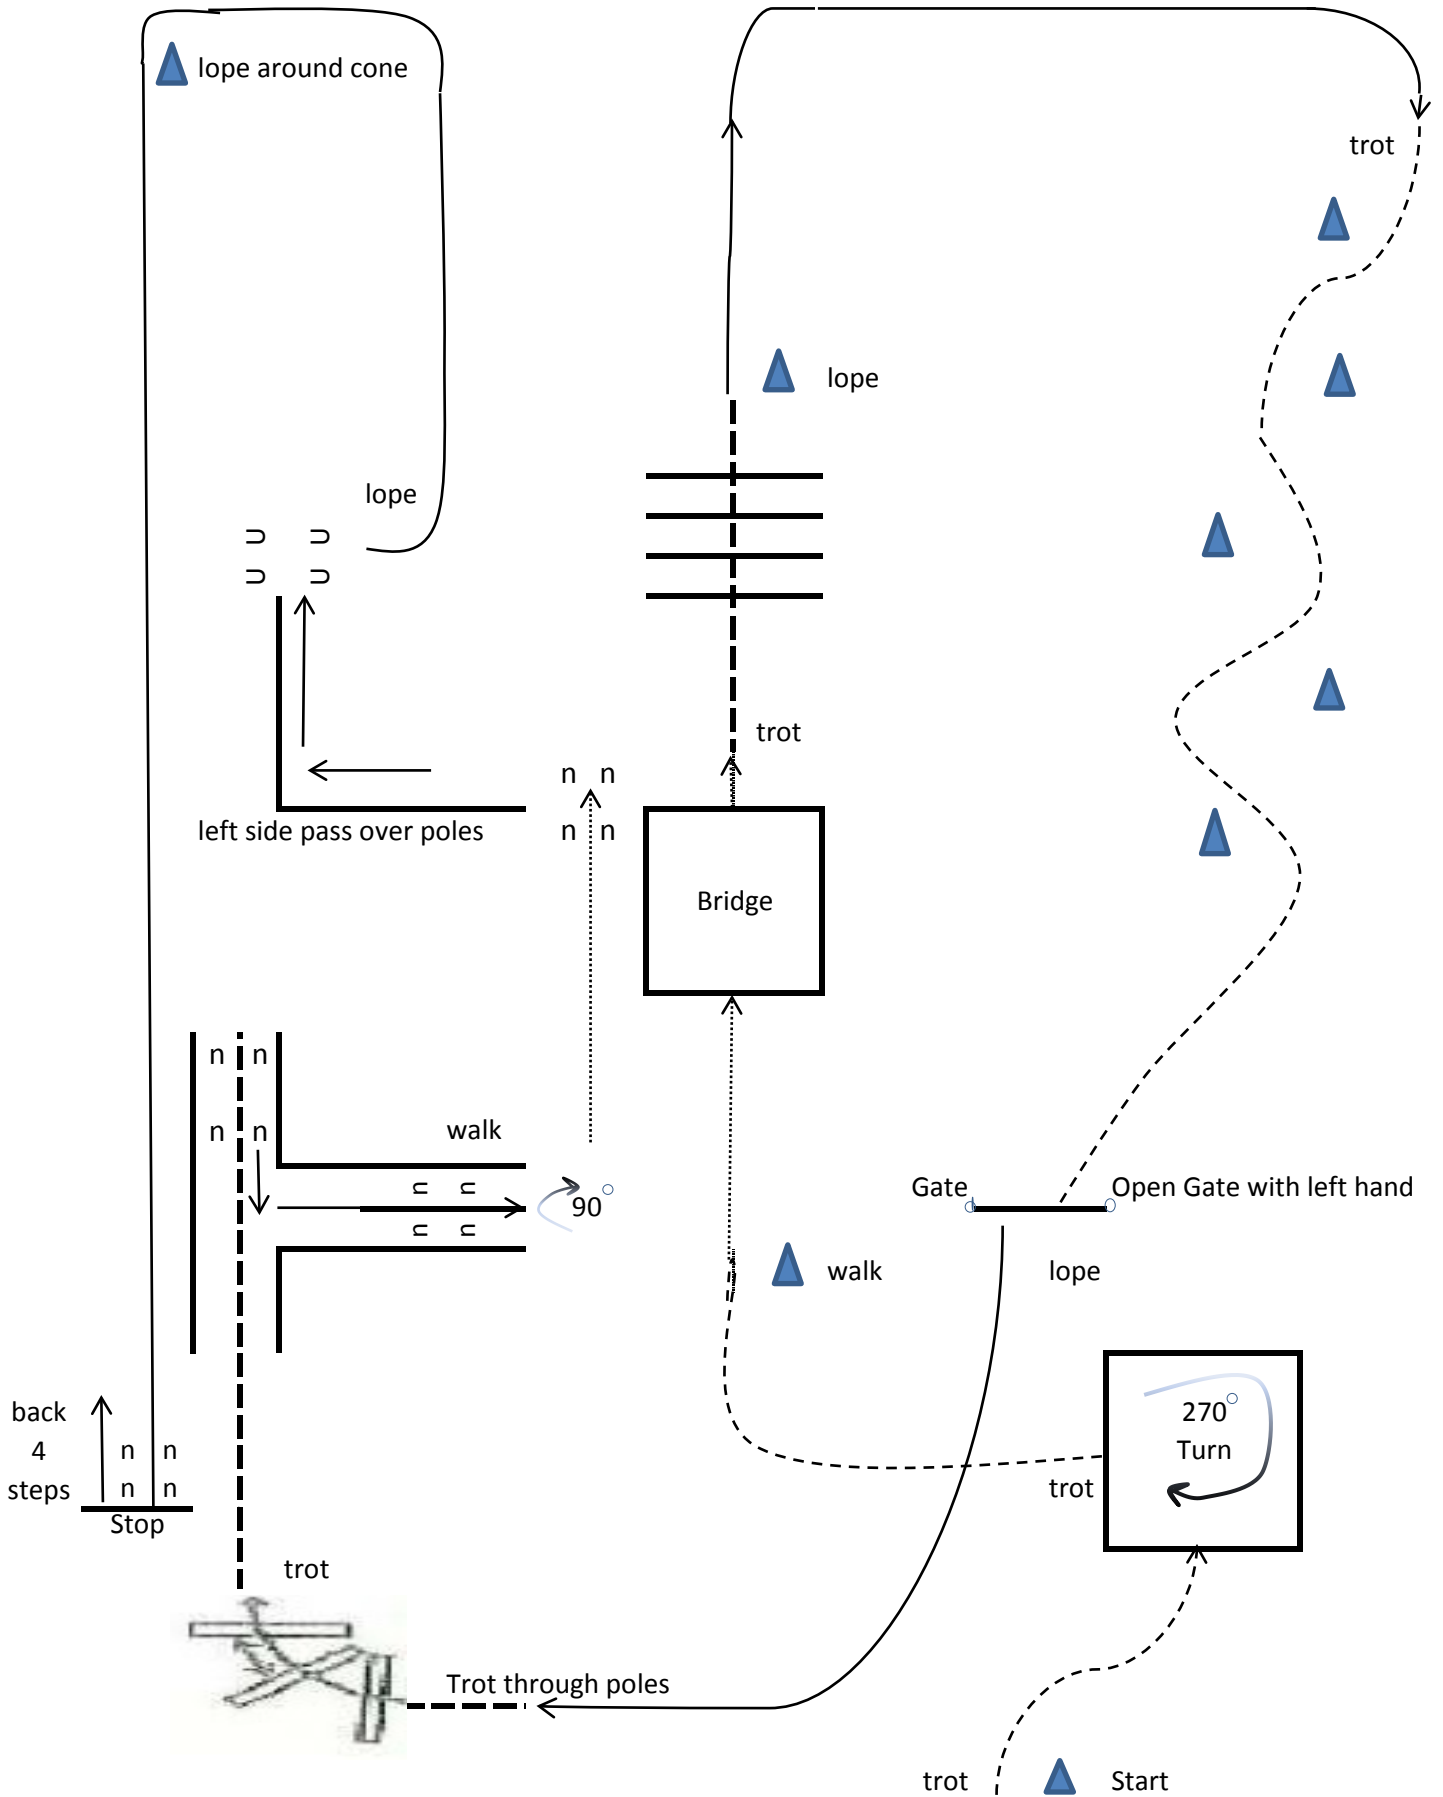 lope around cone
trot
lope
lope
⊃ ⊃
⊃ ⊃
trot
n n
n n
left side pass over poles
Bridge
n n
n n
walk
n n
n n
90°
Gate
Open Gate with left hand
walk
lope
270°
Turn
trot
back
4
steps
n n
n n
Stop
trot
Trot through poles
trot
Start